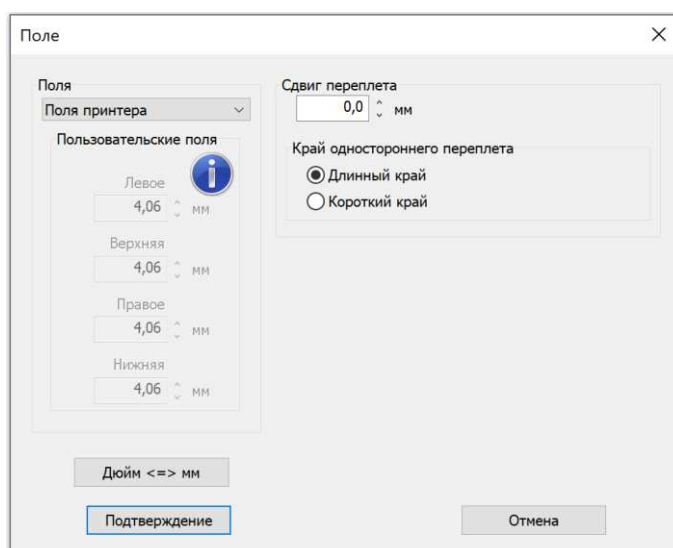 Поле
Поля
Поля принтера
Пользовательские поля
Левое
4,06 мм
Верхняя
4,06 мм
Правое
4,06 мм
Нижняя
4,06 мм
Сдвиг переплета
0,0 мм
Край одностороннего переплета
Длинный край
Короткий край
Дюйм <=> мм
Подтверждение
Отмена